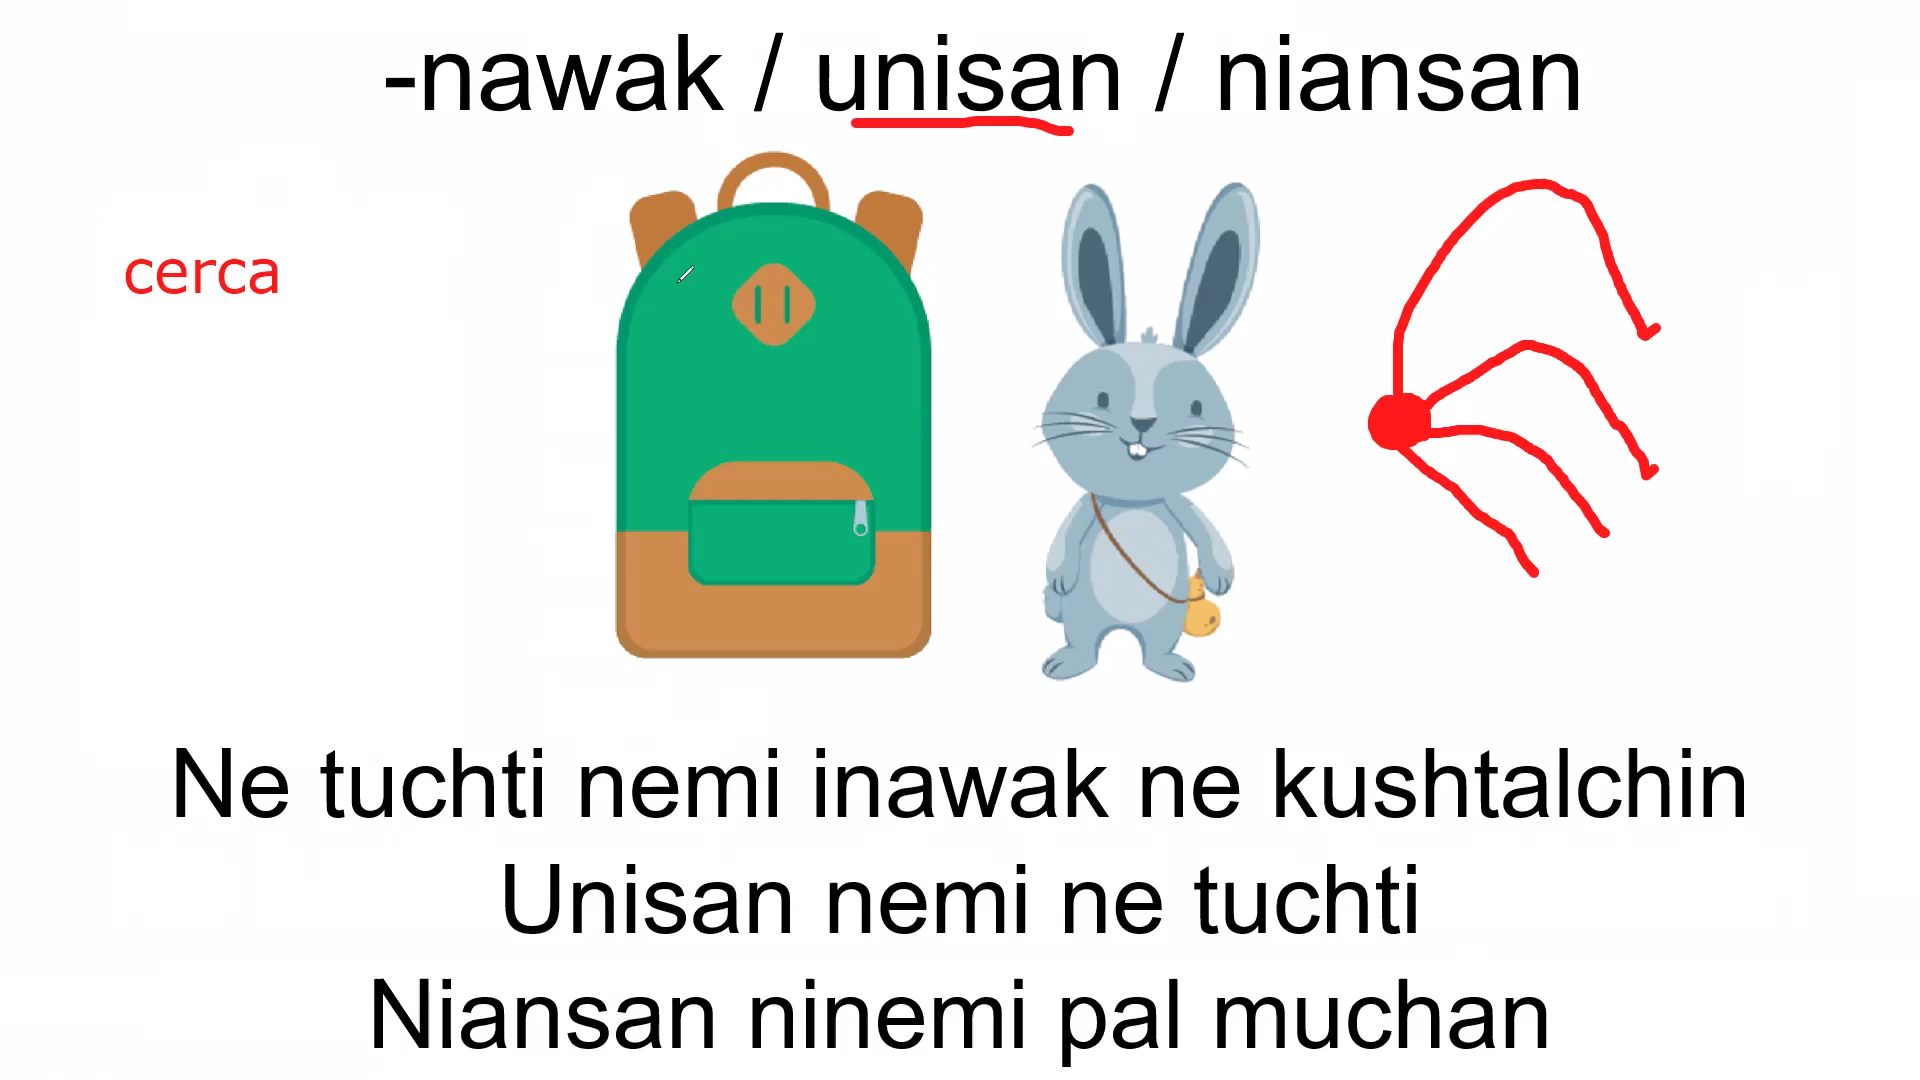 -nawak / unisan / niansan
cerca
Ne tuchti nemi inawak ne kushtalchin
Unisan nemi ne tuchti
Niansan ninemi pal muchan